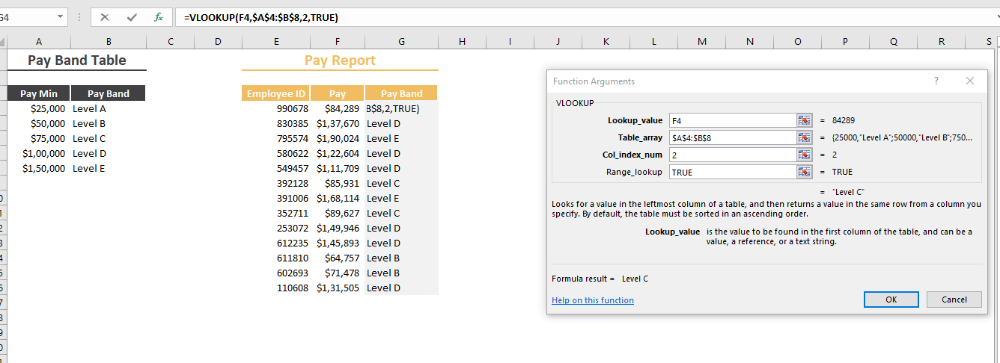 G4 =VLOOKUP(F4,$A$4:$B$8,2,TRUE)
A B C D E F G H I J K L M N O P Q R S
Pay Band Table Pay Report
Pay Min Pay Band Employee ID Pay Pay Band
$25,000 Level A 990678 $84,289 B$8,2,TRUE)
$50,000 Level B 830385 $1,37,670 Level D
$75,000 Level C 795574 $1,90,024 Level E
$1,00,000 Level D 580622 $1,22,604 Level D
$1,50,000 Level E 549457 $1,11,709 Level D
392128 $85,931 Level C
391006 $1,68,114 Level E
352711 $89,627 Level C
253072 $1,49,946 Level D
612235 $1,45,893 Level D
611810 $64,757 Level B
602693 $71,478 Level B
110608 $1,31,505 Level D
Function Arguments ?
VLOOKUP
Lookup_value F4 = 84289
Table_array $A$4:$B$8 = {25000,"Level A";50000,"Level B";750...
Col_index_num 2 = 2
Range_lookup TRUE = TRUE
= "Level C"
Looks for a value in the leftmost column of a table, and then returns a value in the same row from a column you
specify. By default, the table must be sorted in an ascending order.
Lookup_value is the value to be found in the first column of the table, and can be a
value, a reference, or a text string.
Formula result = Level C
Help on this function OK Cancel